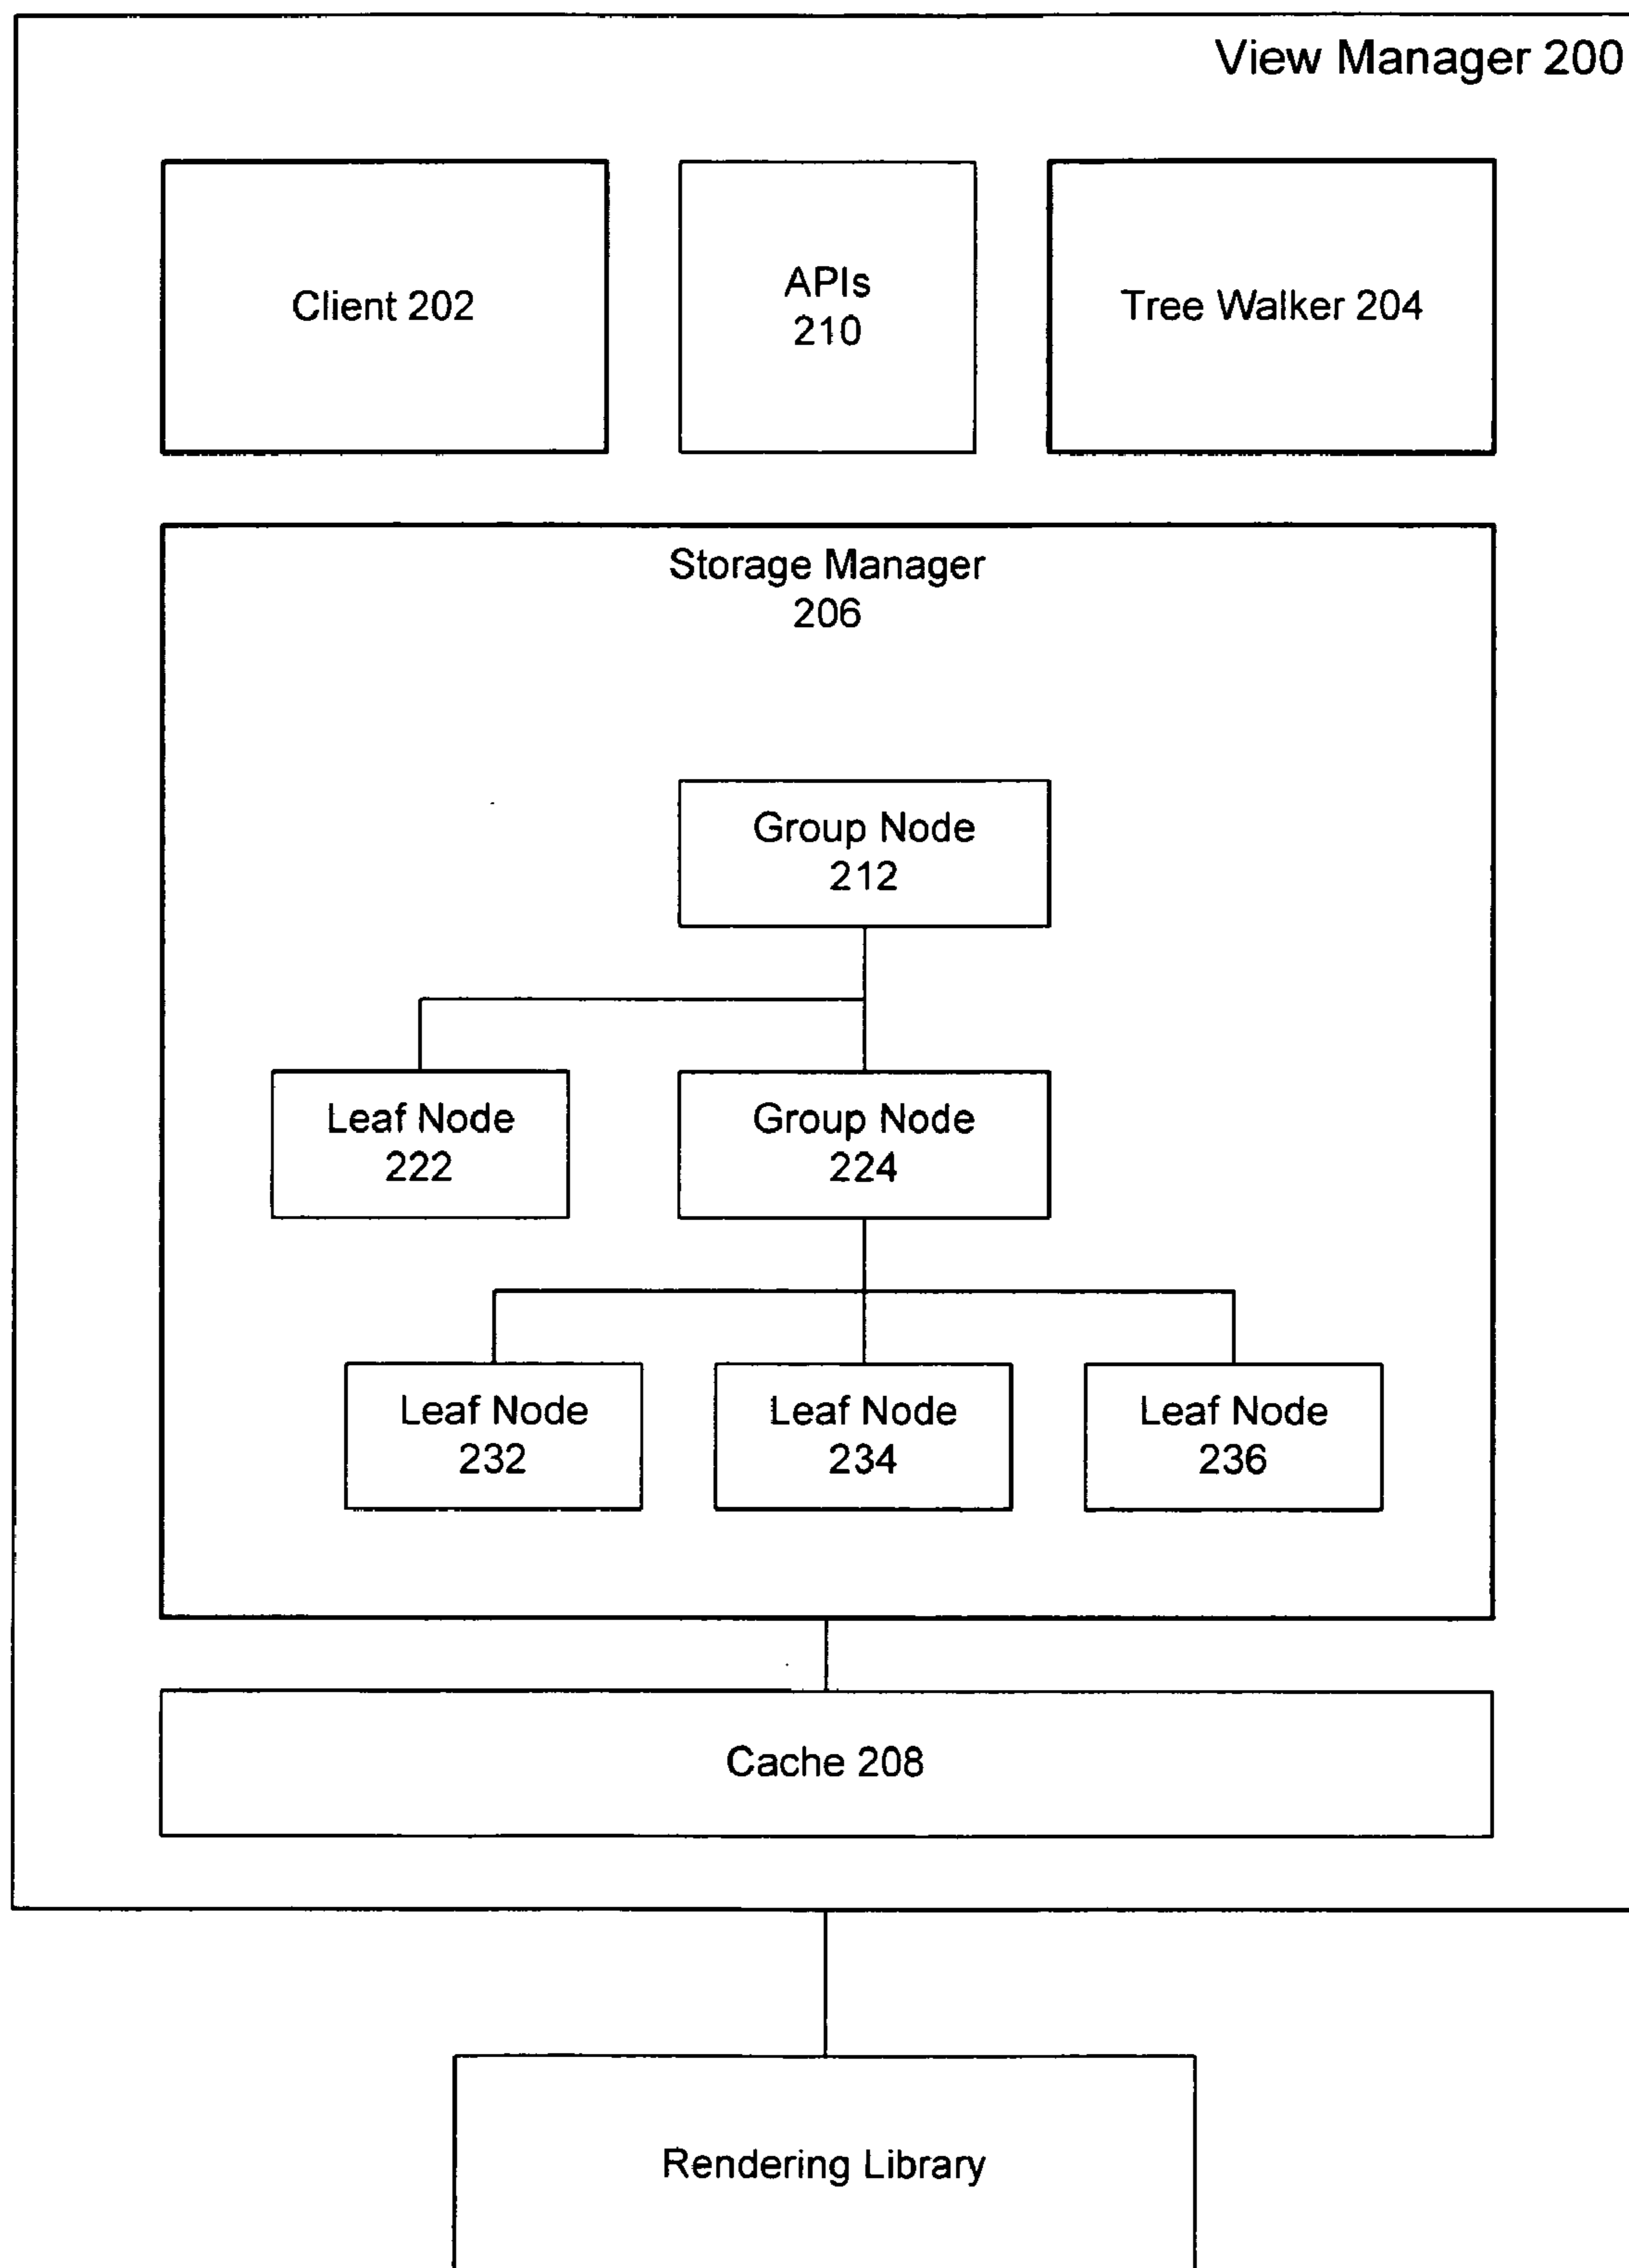 View Manager 200
Client 202
APIs
210
Tree Walker 204
Storage Manager
206
Group Node
212
Leaf Node
222
Group Node
224
Leaf Node
232
Leaf Node
234
Leaf Node
236
Cache 208
Rendering Library